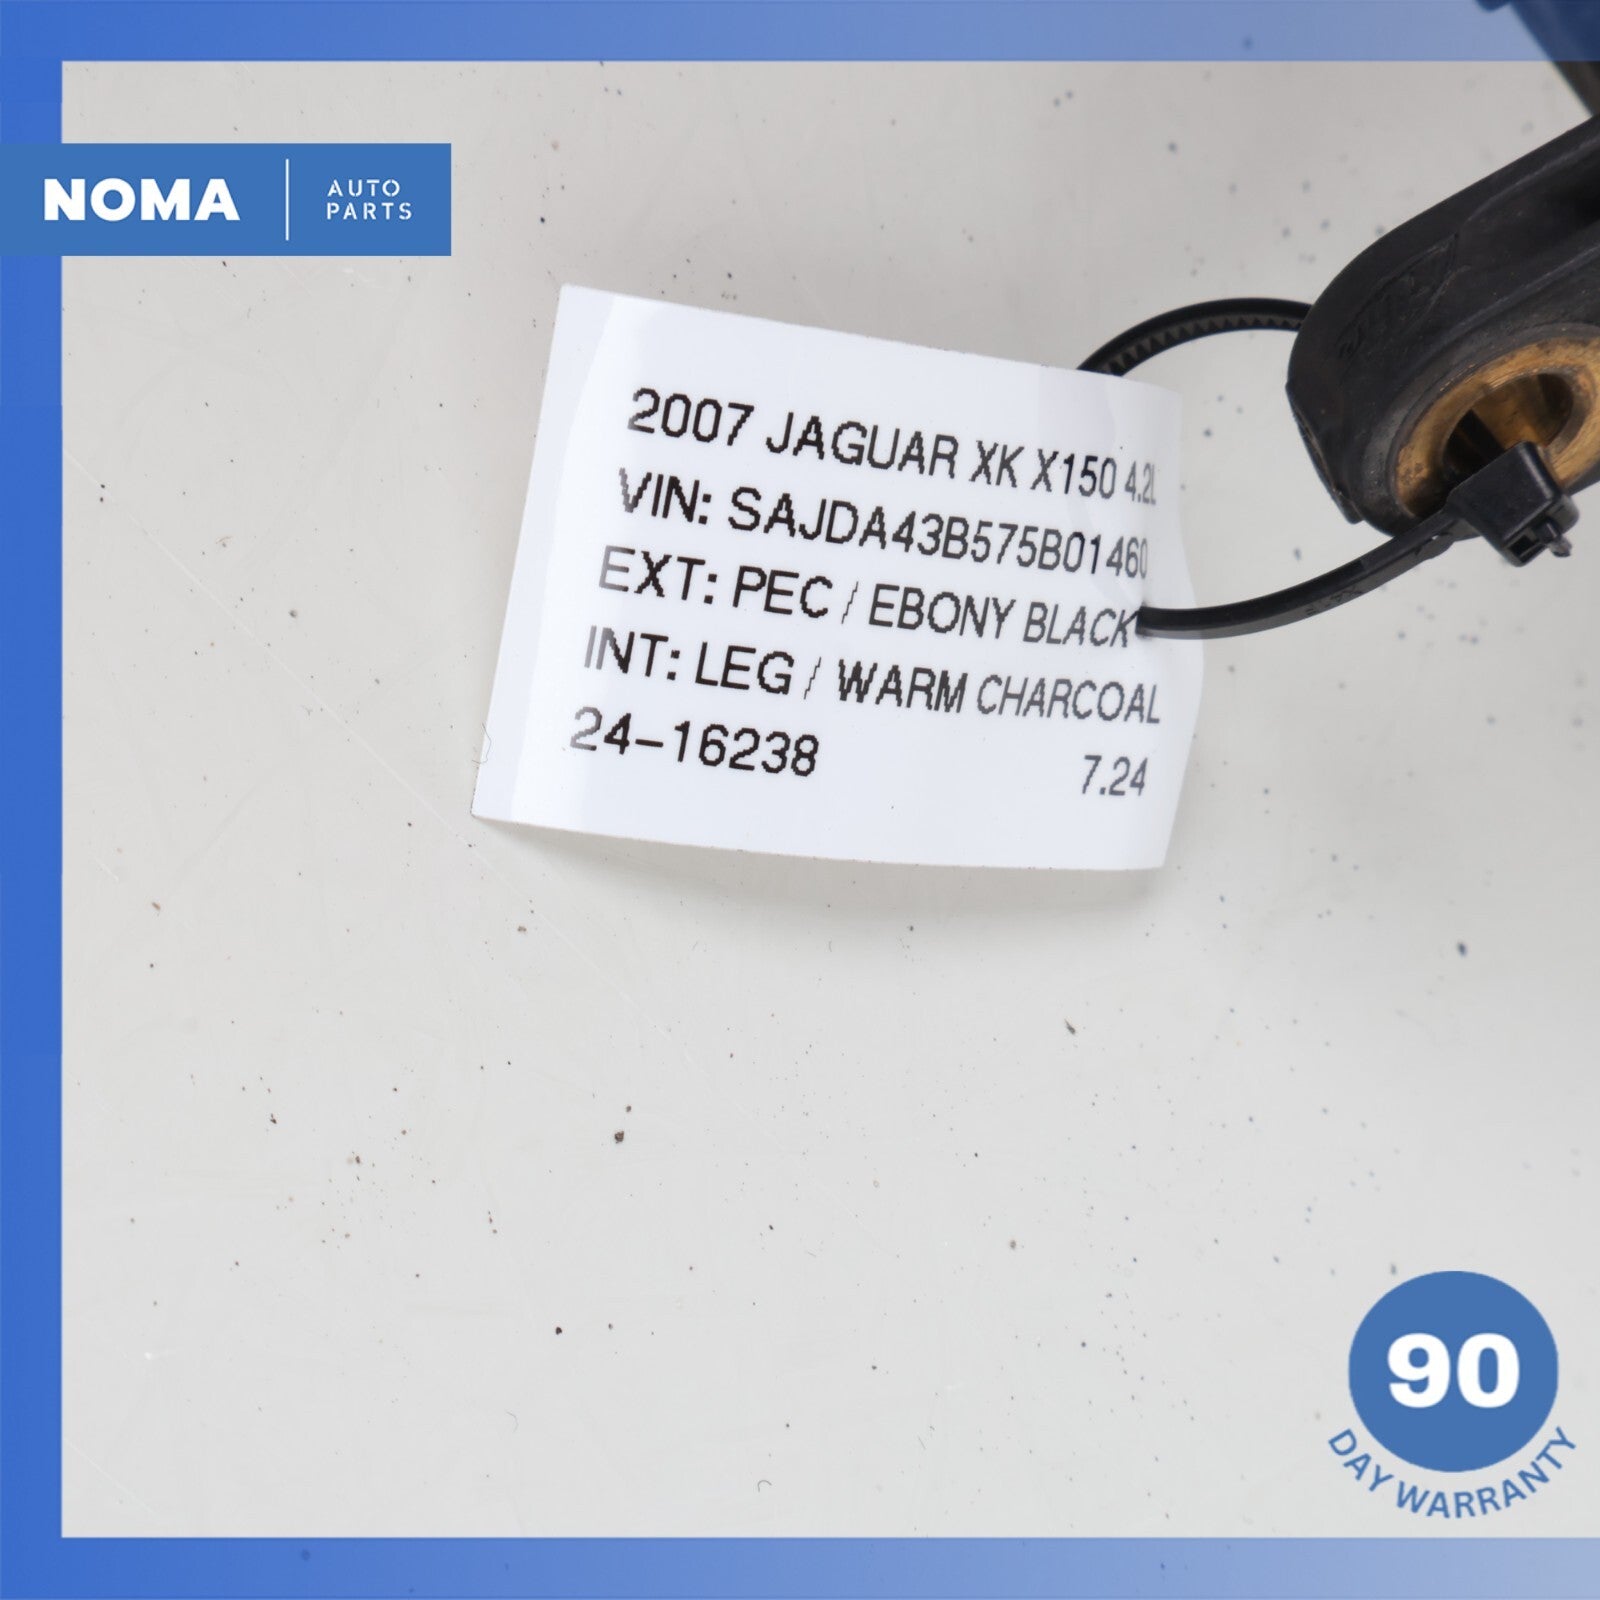 NOMA
AUTO
PARTS
2007 JAGUAR XK X150 4.2L
VIN: SAJDA43B575B01460
EXT: PEC / EBONY BLACK
INT: LEG / WARM CHARCOAL
24-16238 7.24
90
DAY WARRANTY